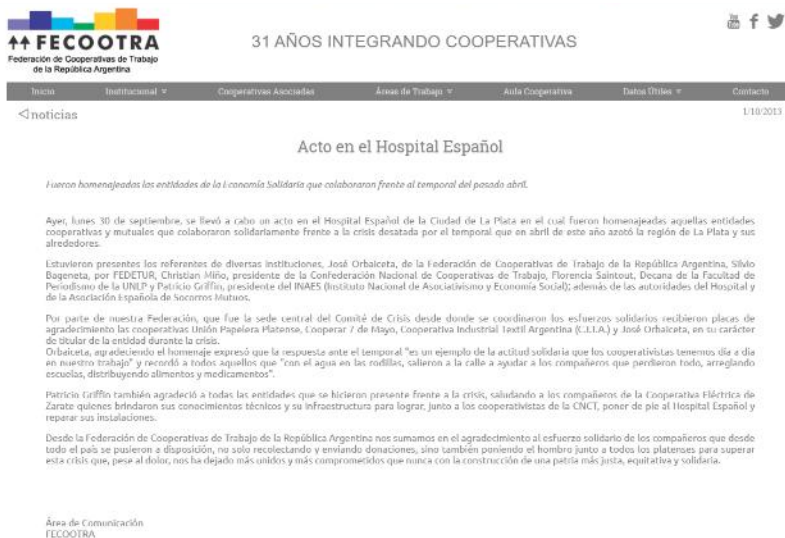 FECOOTRA
Federación de Cooperativas de Trabajo
de la República Argentina
31 AÑOS INTEGRANDO COOPERATIVAS
You Tube
Inicio Institucional Cooperativas Asociadas Áreas de Trabajo Aula Cooperativa Datos Útiles Contacto
noticias
1/10/2013
Acto en el Hospital Español
Fueron homenajeadas las entidades de la Economía Solidaria que colaboraron frente al temporal del pasado abril.
Ayer, lunes 30 de septiembre, se llevó a cabo un acto en el Hospital Español de la Ciudad de La Plata en el cual fueron homenajeadas aquellas entidades
cooperativas y mutuales que colaboraron solidariamente frente a la crisis desatada por el temporal que en abril de este año azotó la región de La Plata y sus
alrededores.
Estuvieron presentes los referentes de diversas instituciones, José Orbaiceta, de la Federación de Cooperativas de Trabajo de la República Argentina, Silvio
Bageneta, por FEDETUR, Christian Miño, presidente de la Confederación Nacional de Cooperativas de Trabajo, Florencia Saintout, Decana de la Facultad de
Periodismo de la UNLP y Patricio Griffin, presidente del INAES (Instituto Nacional de Asociativismo y Economía Social); además de las autoridades del Hospital y
de la Asociación Española de Socorros Mutuos.
Por parte de nuestra Federación, que fue la sede central del Comité de Crisis desde donde se coordinaron los esfuerzos solidarios recibieron placas de
agradecimiento las cooperativas Unión Papelera Platense, Cooperar 7 de Mayo, Cooperativa Industrial Textil Argentina (C.I.T.A.) y José Orbaiceta, en su carácter
de titular de la entidad durante la crisis.
Orbaiceta, agradeciendo el homenaje expresó que la respuesta ante el temporal "es un ejemplo de la actitud solidaria que los cooperativistas tenemos día a día
en nuestro trabajo" y recordó a todos aquellos que "con el agua en las rodillas, salieron a la calle a ayudar a los compañeros que perdieron todo, arreglando
escuelas, distribuyendo alimentos y medicamentos".
Patricio Griffin también agradeció a todas las entidades que se hicieron presente frente a la crisis, saludando a los compañeros de la Cooperativa Eléctrica de
Zarate quienes brindaron sus conocimientos técnicos y su infraestructura para lograr, junto a los cooperativistas de la CNCT, poner de pie al Hospital Español y
reparar sus instalaciones.
Desde la Federación de Cooperativas de Trabajo de la República Argentina nos sumamos en el agradecimiento al esfuerzo solidario de los compañeros que desde
todo el país se pusieron a disposición, no solo recolectando y enviando donaciones, sino también poniendo el hombro junto a todos los platenses para superar
esta crisis que, pese al dolor, nos ha dejado más unidos y más comprometidos que nunca con la construcción de una patria más justa, equitativa y solidaria.
Área de Comunicación
FECOOTRA